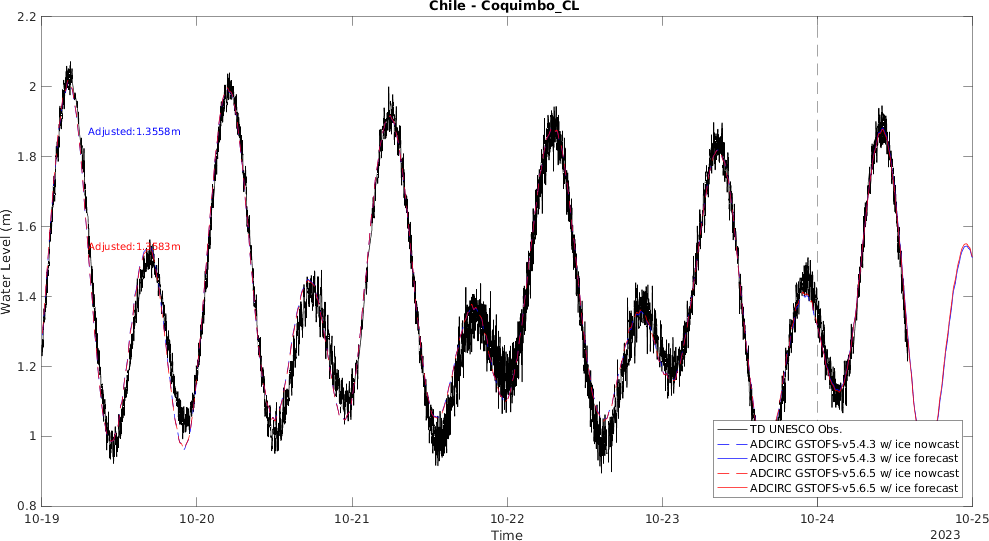 Chile - Coquimbo_CL
2.2
2
1.8
1.6
1.4
1.2
1
0.8
Water Level (m)
Adjusted:1.3558m
Adjusted:1.3683m
TD UNESCO Obs.
ADCIRC GSTOFS-v5.4.3 w/ ice nowcast
ADCIRC GSTOFS-v5.4.3 w/ ice forecast
ADCIRC GSTOFS-v5.6.5 w/ ice nowcast
ADCIRC GSTOFS-v5.6.5 w/ ice forecast
10-19 10-20 10-21 10-22 10-23 10-24 10-25
Time
2023